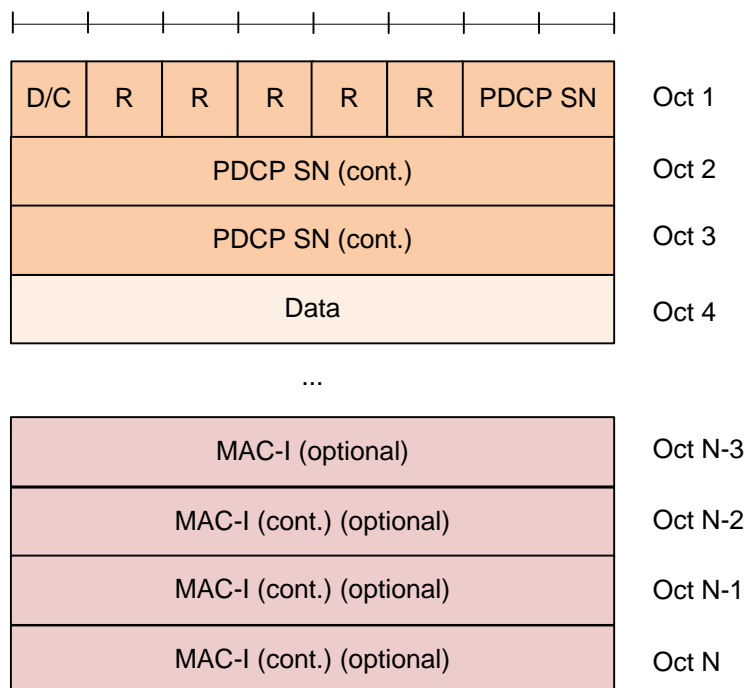 D/C R R R R R PDCP SN Oct 1
PDCP SN (cont.) Oct 2
PDCP SN (cont.) Oct 3
Data Oct 4
...
MAC-I (optional) Oct N-3
MAC-I (cont.) (optional) Oct N-2
MAC-I (cont.) (optional) Oct N-1
MAC-I (cont.) (optional) Oct N